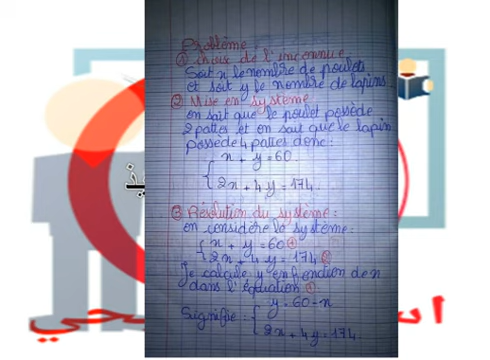 Problème:
① choix de l'inconnue
Soit x le nombre de poulets
et soit y le nombre de lapins.
② Mise en système
on sait que le poulet possède
2 pattes et on sait que le lapin
possède 4 pattes donc:
{ x + y = 60
2x + 4y = 174.
③ Résolution du système:
on considère le système:
{ x + y = 60 ①
2x + 4y = 174 ②
Je calcule y en fonction de x
dans l'équation ①
Signifie: { y = 60 - x
2x + 4y = 174